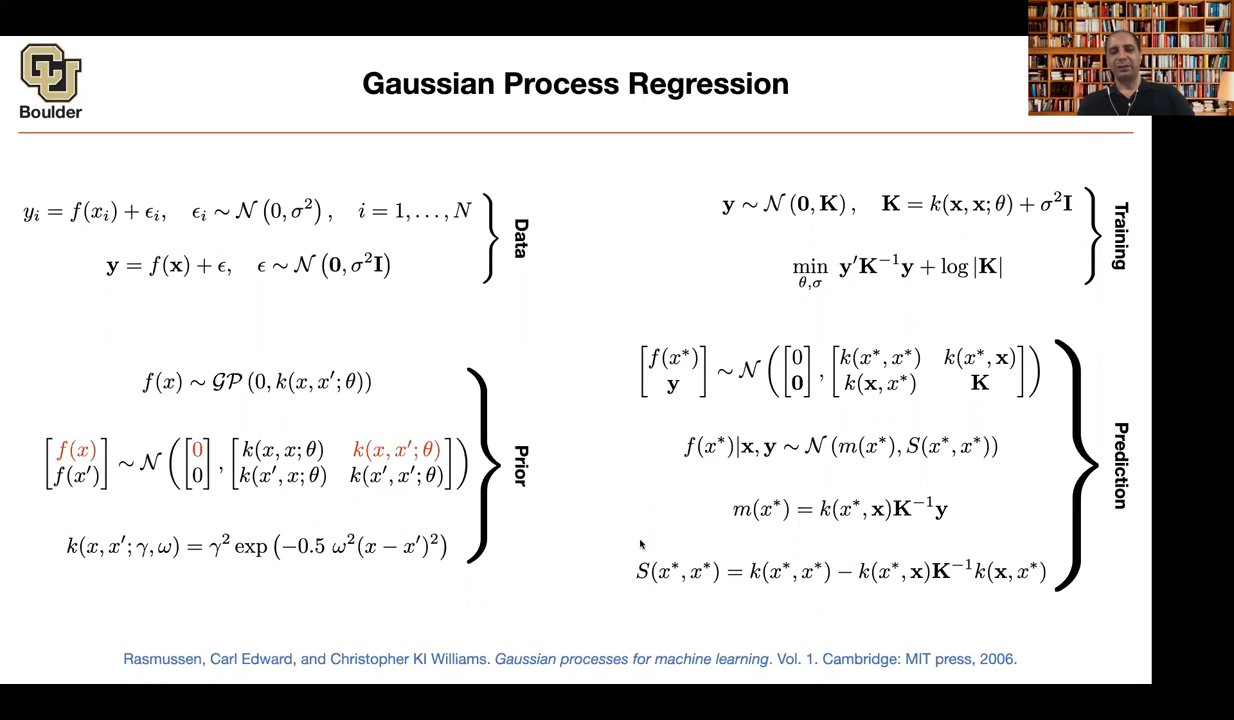 CU
Boulder
Gaussian Process Regression
y_i = f(x_i) + ϵ_i, ϵ_i ∼ 𝒩(0, σ²), i = 1, . . . , N
𝐲 = f(𝐱) + ϵ, ϵ ∼ 𝒩(𝟎, σ²𝐈)
Data
f(x) ∼ 𝒢𝒫(0, k(x, x′; θ))
[f(x) f(x′)] ∼ 𝒩([0 0], [k(x, x; θ) k(x, x′; θ) k(x′, x; θ) k(x′, x′; θ)])
k(x, x′; γ, ω) = γ² exp(−0.5 ω²(x − x′)²)
Prior
𝐲 ∼ 𝒩(𝟎, 𝐊), 𝐊 = k(𝐱, 𝐱; θ) + σ²𝐈
min_{θ,σ} 𝐲′𝐊⁻¹𝐲 + log |𝐊|
Training
[f(x*) 𝐲] ∼ 𝒩([0 𝟎], [k(x*, x*) k(x*, 𝐱) k(𝐱, x*) 𝐊])
f(x*)|𝐱, 𝐲 ∼ 𝒩(m(x*), S(x*, x*))
m(x*) = k(x*, 𝐱)𝐊⁻¹𝐲
S(x*, x*) = k(x*, x*) − k(x*, 𝐱)𝐊⁻¹k(𝐱, x*)
Prediction
Rasmussen, Carl Edward, and Christopher KI Williams. Gaussian processes for machine learning. Vol. 1. Cambridge: MIT press, 2006.